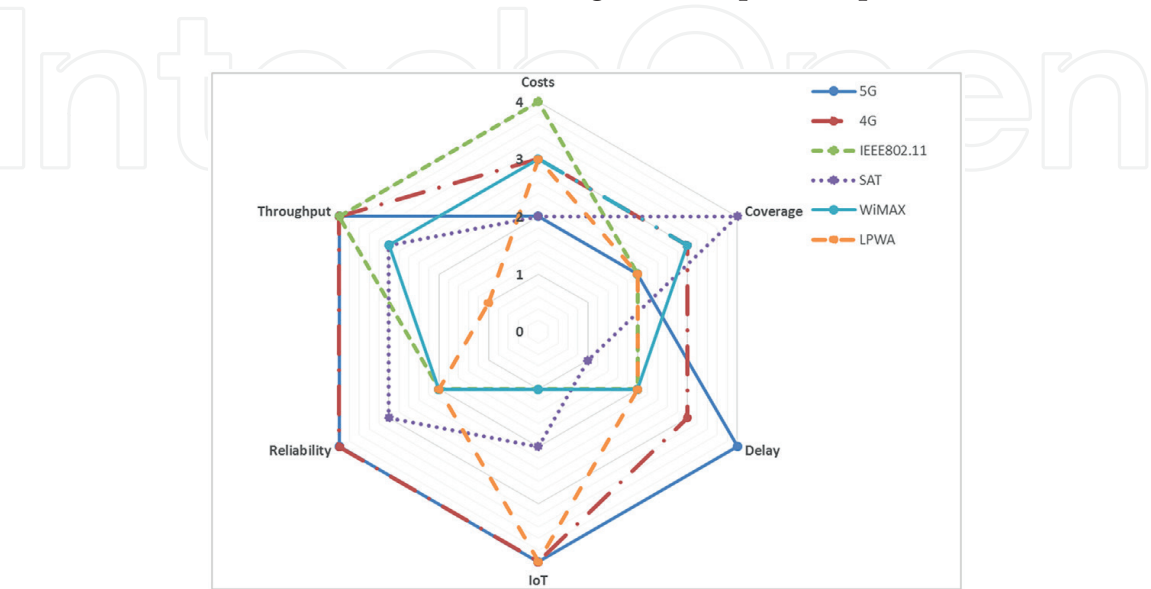 IntechOpen
Costs
4
3
2
1
0
Throughput
Coverage
Reliability
Delay
IoT
5G
4G
IEEE802.11
SAT
WiMAX
LPWA